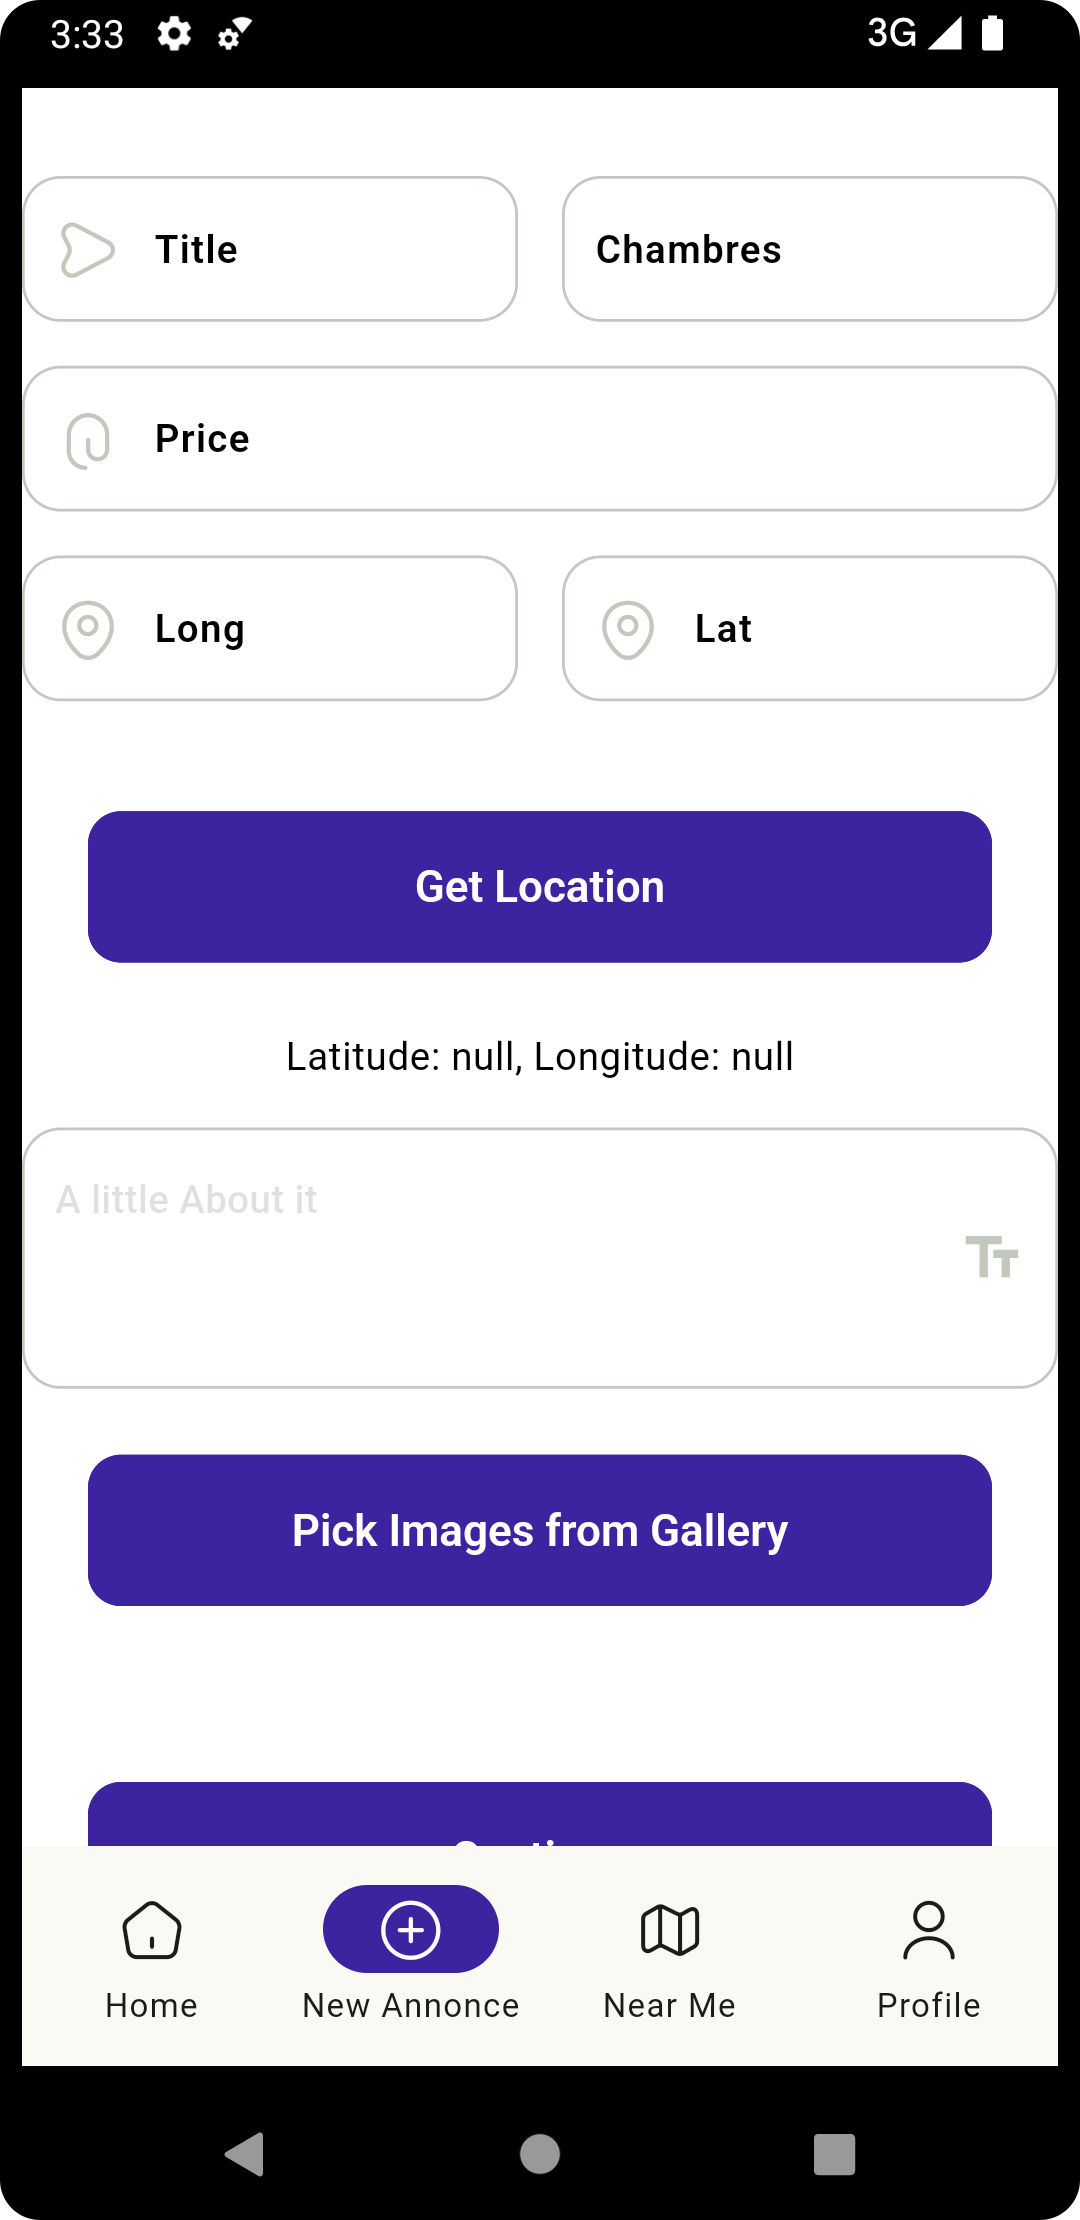 3:33 3G
Title Chambres
Price
Long Lat
Get Location
Latitude: null, Longitude: null
A little About it
Tт
Pick Images from Gallery
Home New Annonce Near Me Profile